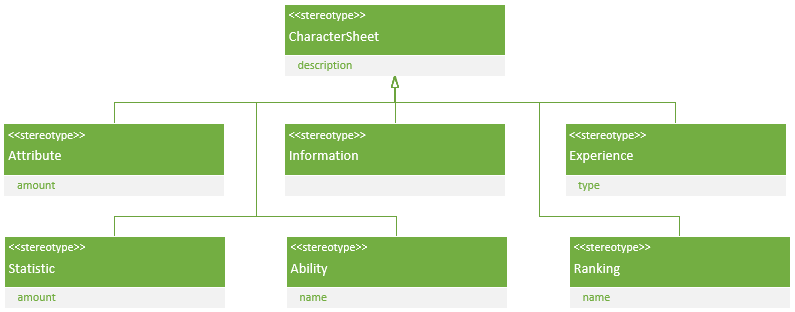 <<stereotype>>
CharacterSheet
description
<<stereotype>>
Attribute
amount
<<stereotype>>
Information
<<stereotype>>
Experience
type
<<stereotype>>
Statistic
amount
<<stereotype>>
Ability
name
<<stereotype>>
Ranking
name